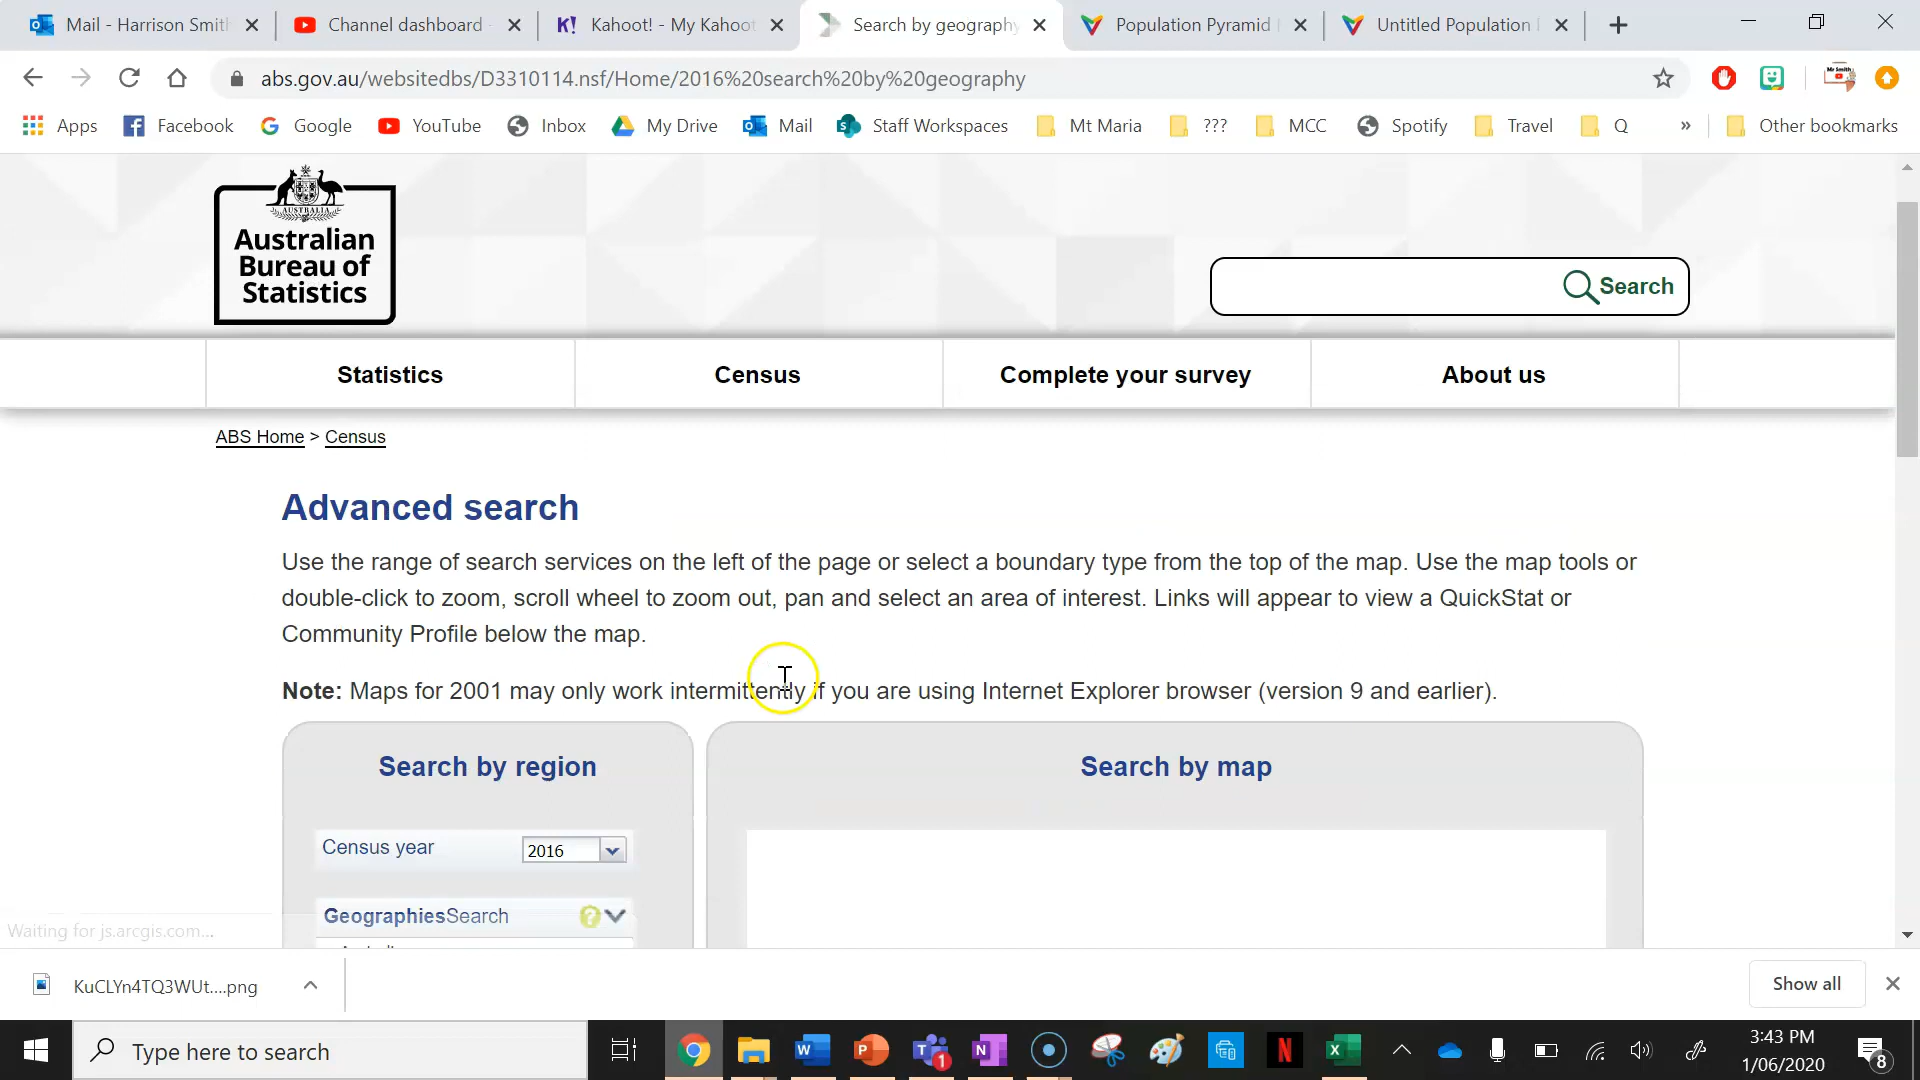 Mail - Harrison Smith
Channel dashboard -
K! Kahoot! - My Kahoot
Search by geography
Population Pyramid
Untitled Population
abs.gov.au/websitedbs/D3310114.nsf/Home/2016%20search%20by%20geography
Apps Facebook Google YouTube Inbox My Drive Mail Staff Workspaces Mt Maria ??? MCC Spotify Travel Q » Other bookmarks
AUSTRALIA
Australian
Bureau of
Statistics
Search
Statistics
Census
Complete your survey
About us
ABS Home > Census
Advanced search
Use the range of search services on the left of the page or select a boundary type from the top of the map. Use the map tools or
double-click to zoom, scroll wheel to zoom out, pan and select an area of interest. Links will appear to view a QuickStat or
Community Profile below the map.
Note: Maps for 2001 may only work intermittently if you are using Internet Explorer browser (version 9 and earlier).
Search by region
Search by map
Census year 2016
GeographiesSearch ?
Waiting for js.arcgis.com...
KuCLYn4TQ3WUt....png
Show all
Type here to search
1
3:43 PM
1/06/2020
8